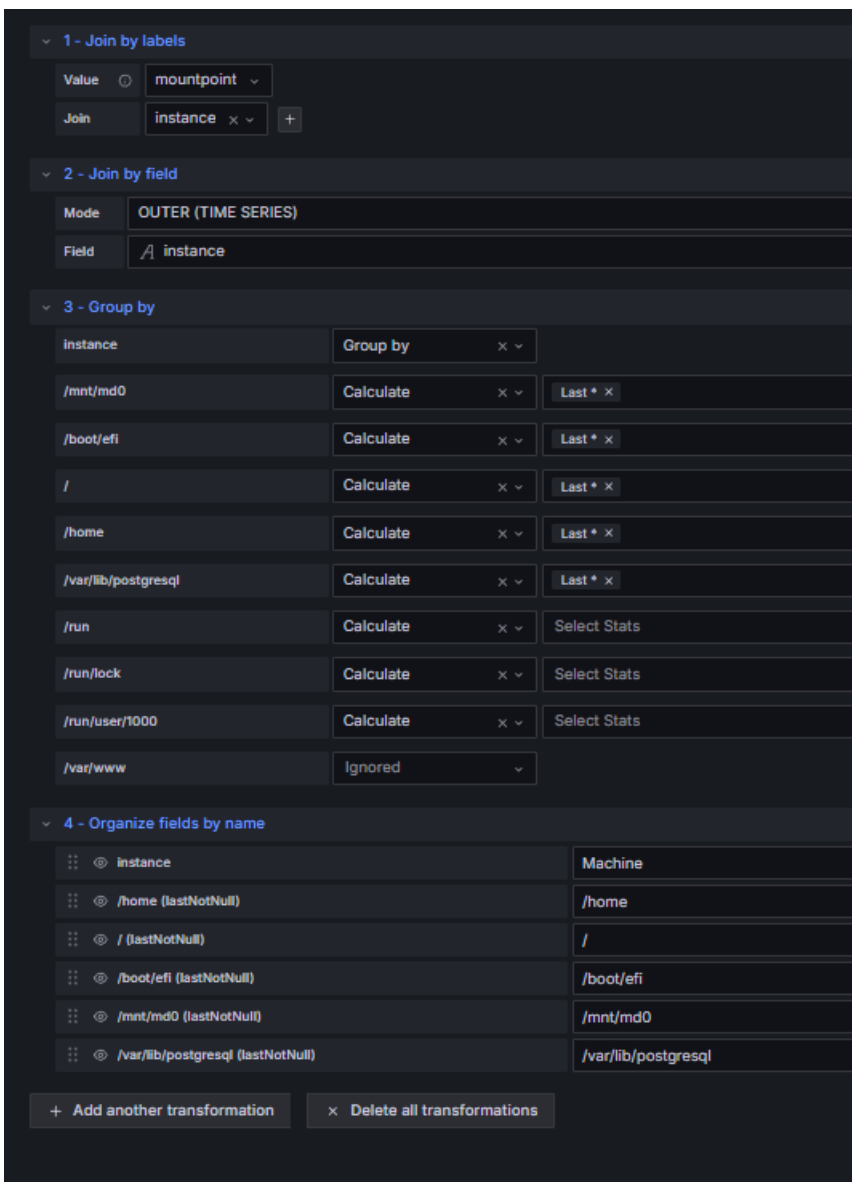 1 - Join by labels
Value mountpoint
Join instance × +
2 - Join by field
Mode OUTER (TIME SERIES)
Field instance
3 - Group by
instance Group by ×
/mnt/md0 Calculate × Last * ×
/boot/efi Calculate × Last * ×
/ Calculate × Last * ×
/home Calculate × Last * ×
/var/lib/postgresql Calculate × Last * ×
/run Calculate × Select Stats
/run/lock Calculate × Select Stats
/run/user/1000 Calculate × Select Stats
/var/www Ignored
4 - Organize fields by name
instance Machine
/home (lastNotNull) /home
/ (lastNotNull) /
/boot/efi (lastNotNull) /boot/efi
/mnt/md0 (lastNotNull) /mnt/md0
/var/lib/postgresql (lastNotNull) /var/lib/postgresql
+ Add another transformation × Delete all transformations